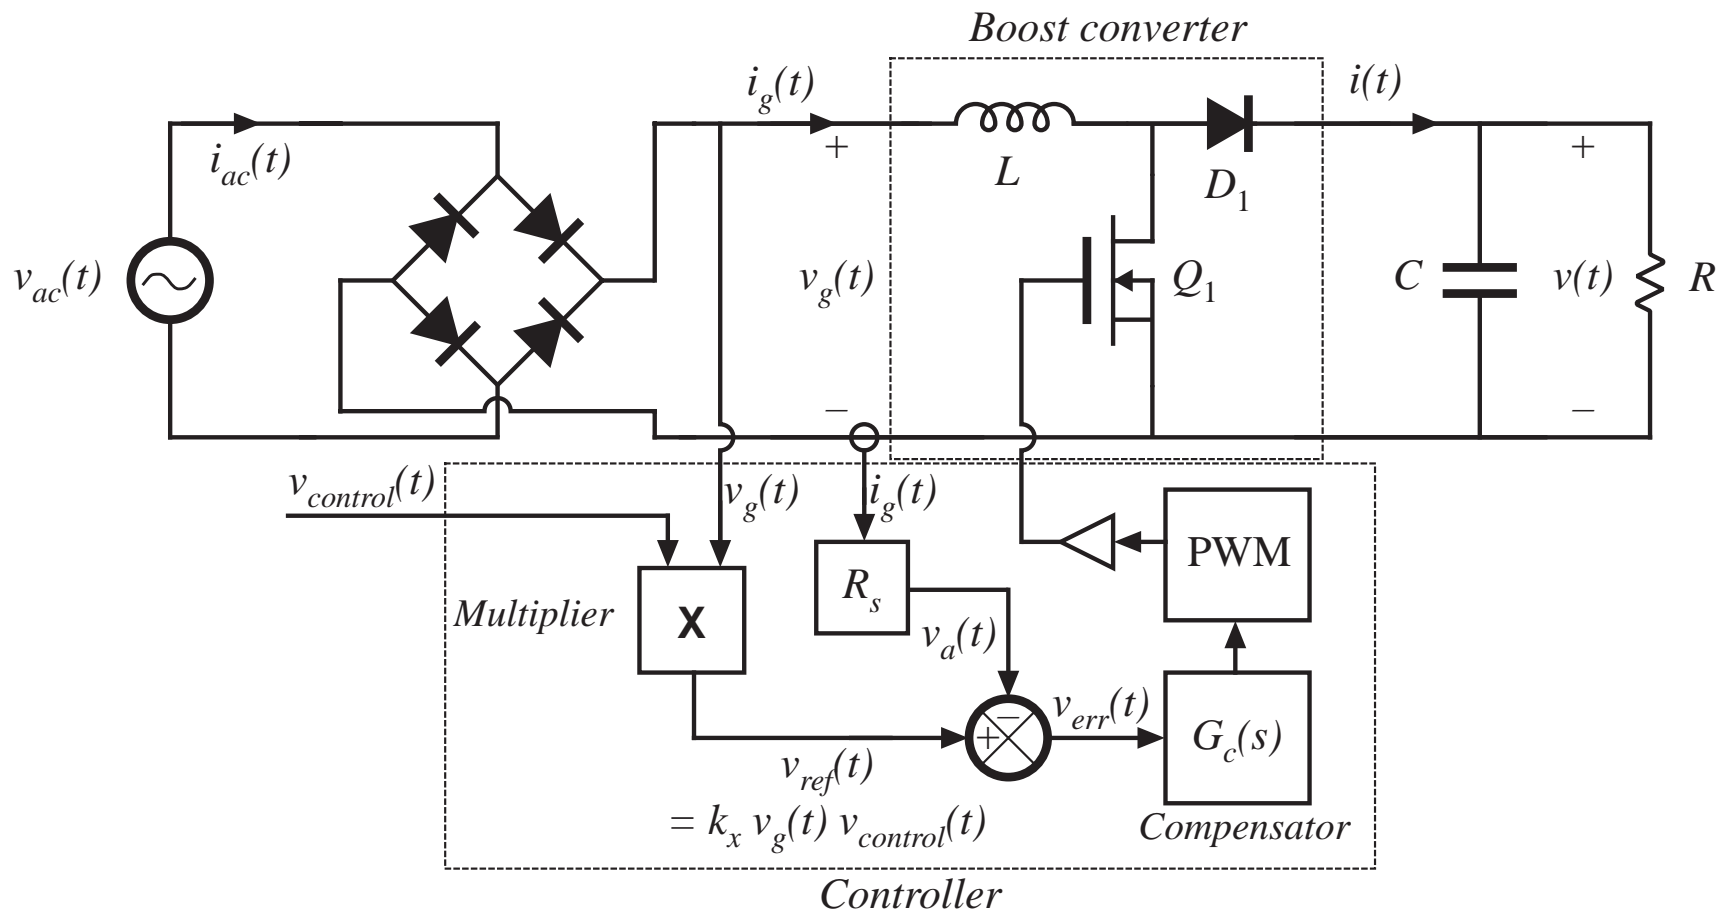 Boost converter
i_g(t)
i(t)
i_ac(t)
+
+
L
D_1
v_ac(t)
v_g(t)
Q_1
C
v(t)
R
–
–
v_control(t)
v_g(t)
i_g(t)
PWM
Multiplier
X
R_s
v_a(t)
–
+
v_err(t)
G_c(s)
v_ref(t)
= k_x v_g(t) v_control(t)
Compensator
Controller